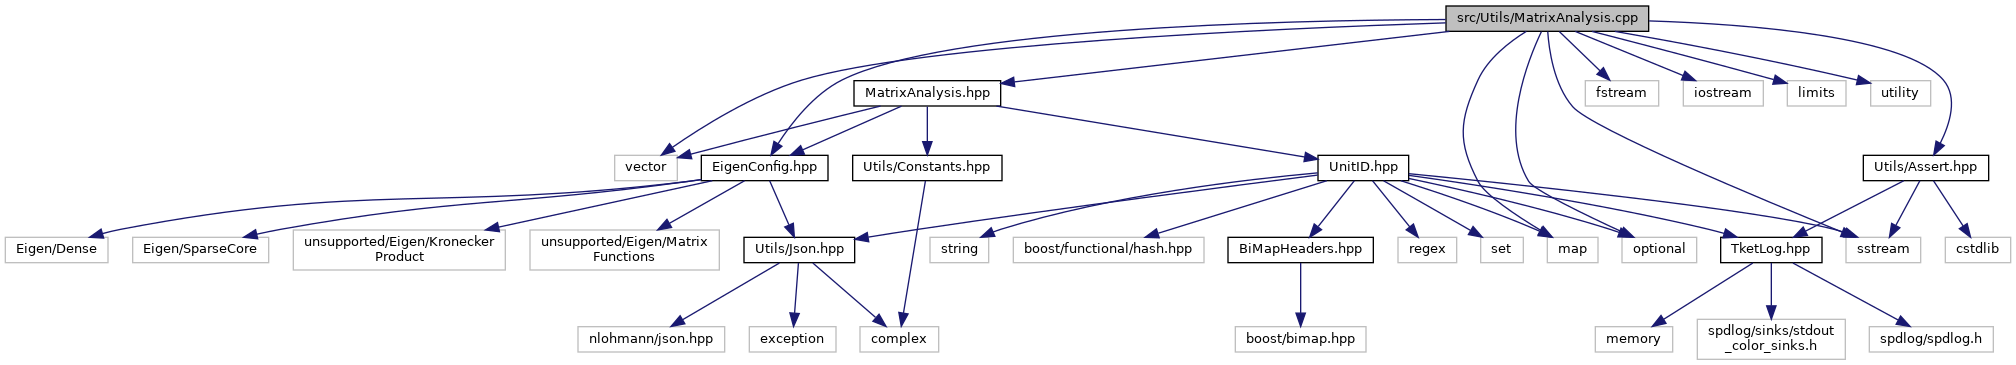 src/Utils/MatrixAnalysis.cpp
MatrixAnalysis.hpp
fstream
iostream
limits
utility
vector
EigenConfig.hpp
Utils/Constants.hpp
UnitID.hpp
Utils/Assert.hpp
Eigen/Dense
Eigen/SparseCore
unsupported/Eigen/Kronecker
Product
unsupported/Eigen/Matrix
Functions
Utils/Json.hpp
string
boost/functional/hash.hpp
BiMapHeaders.hpp
regex
set
map
optional
TketLog.hpp
sstream
cstdlib
nlohmann/json.hpp
exception
complex
boost/bimap.hpp
memory
spdlog/sinks/stdout
_color_sinks.h
spdlog/spdlog.h